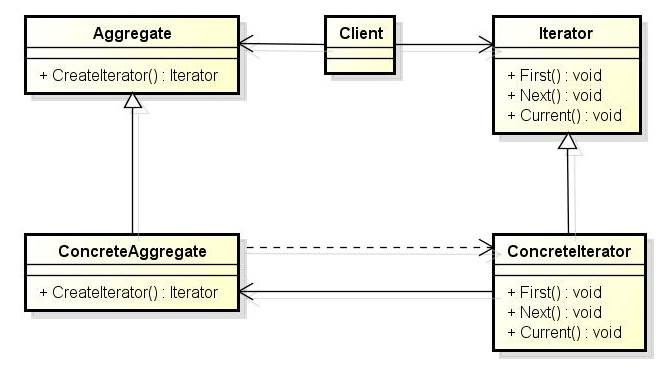 Aggregate
+ CreateIterator() : Iterator
Client
Iterator
+ First() : void
+ Next() : void
+ Current() : void
ConcreteAggregate
+ CreateIterator() : Iterator
ConcreteIterator
+ First() : void
+ Next() : void
+ Current() : void